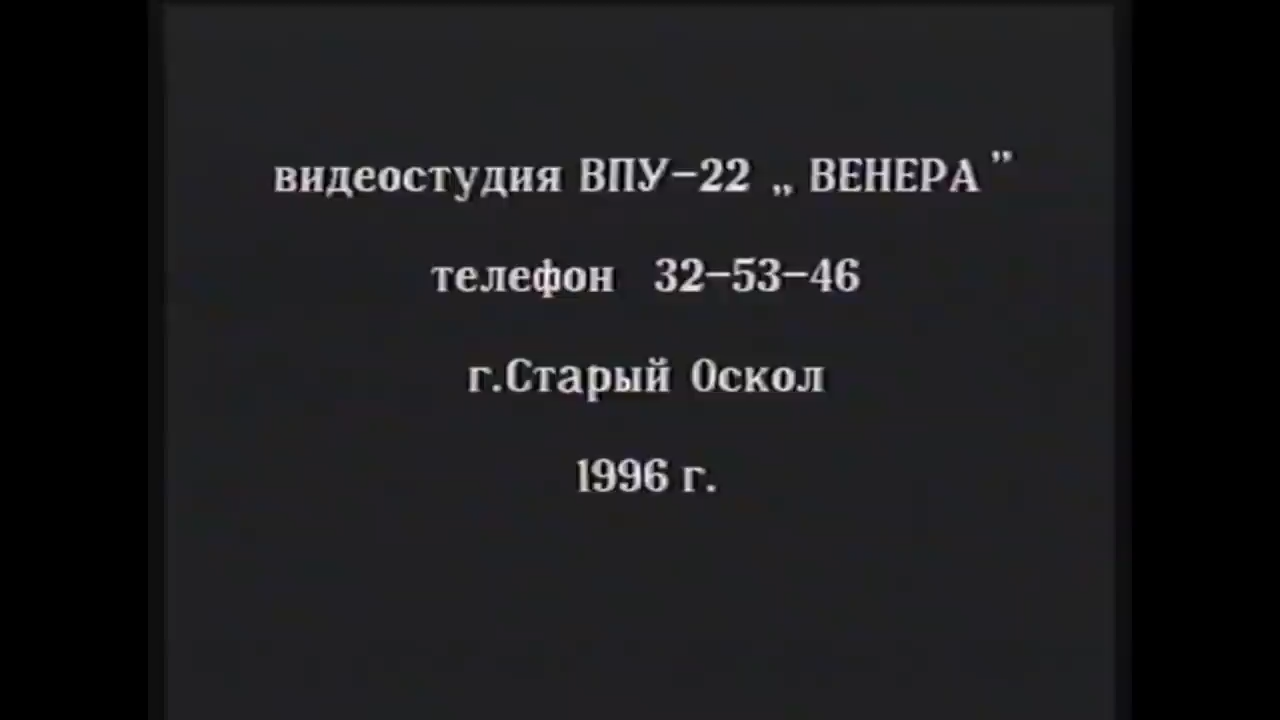 видеостудия ВПУ-22 „ ВЕНЕРА ”
телефон 32-53-46
г.Старый Оскол
1996 г.